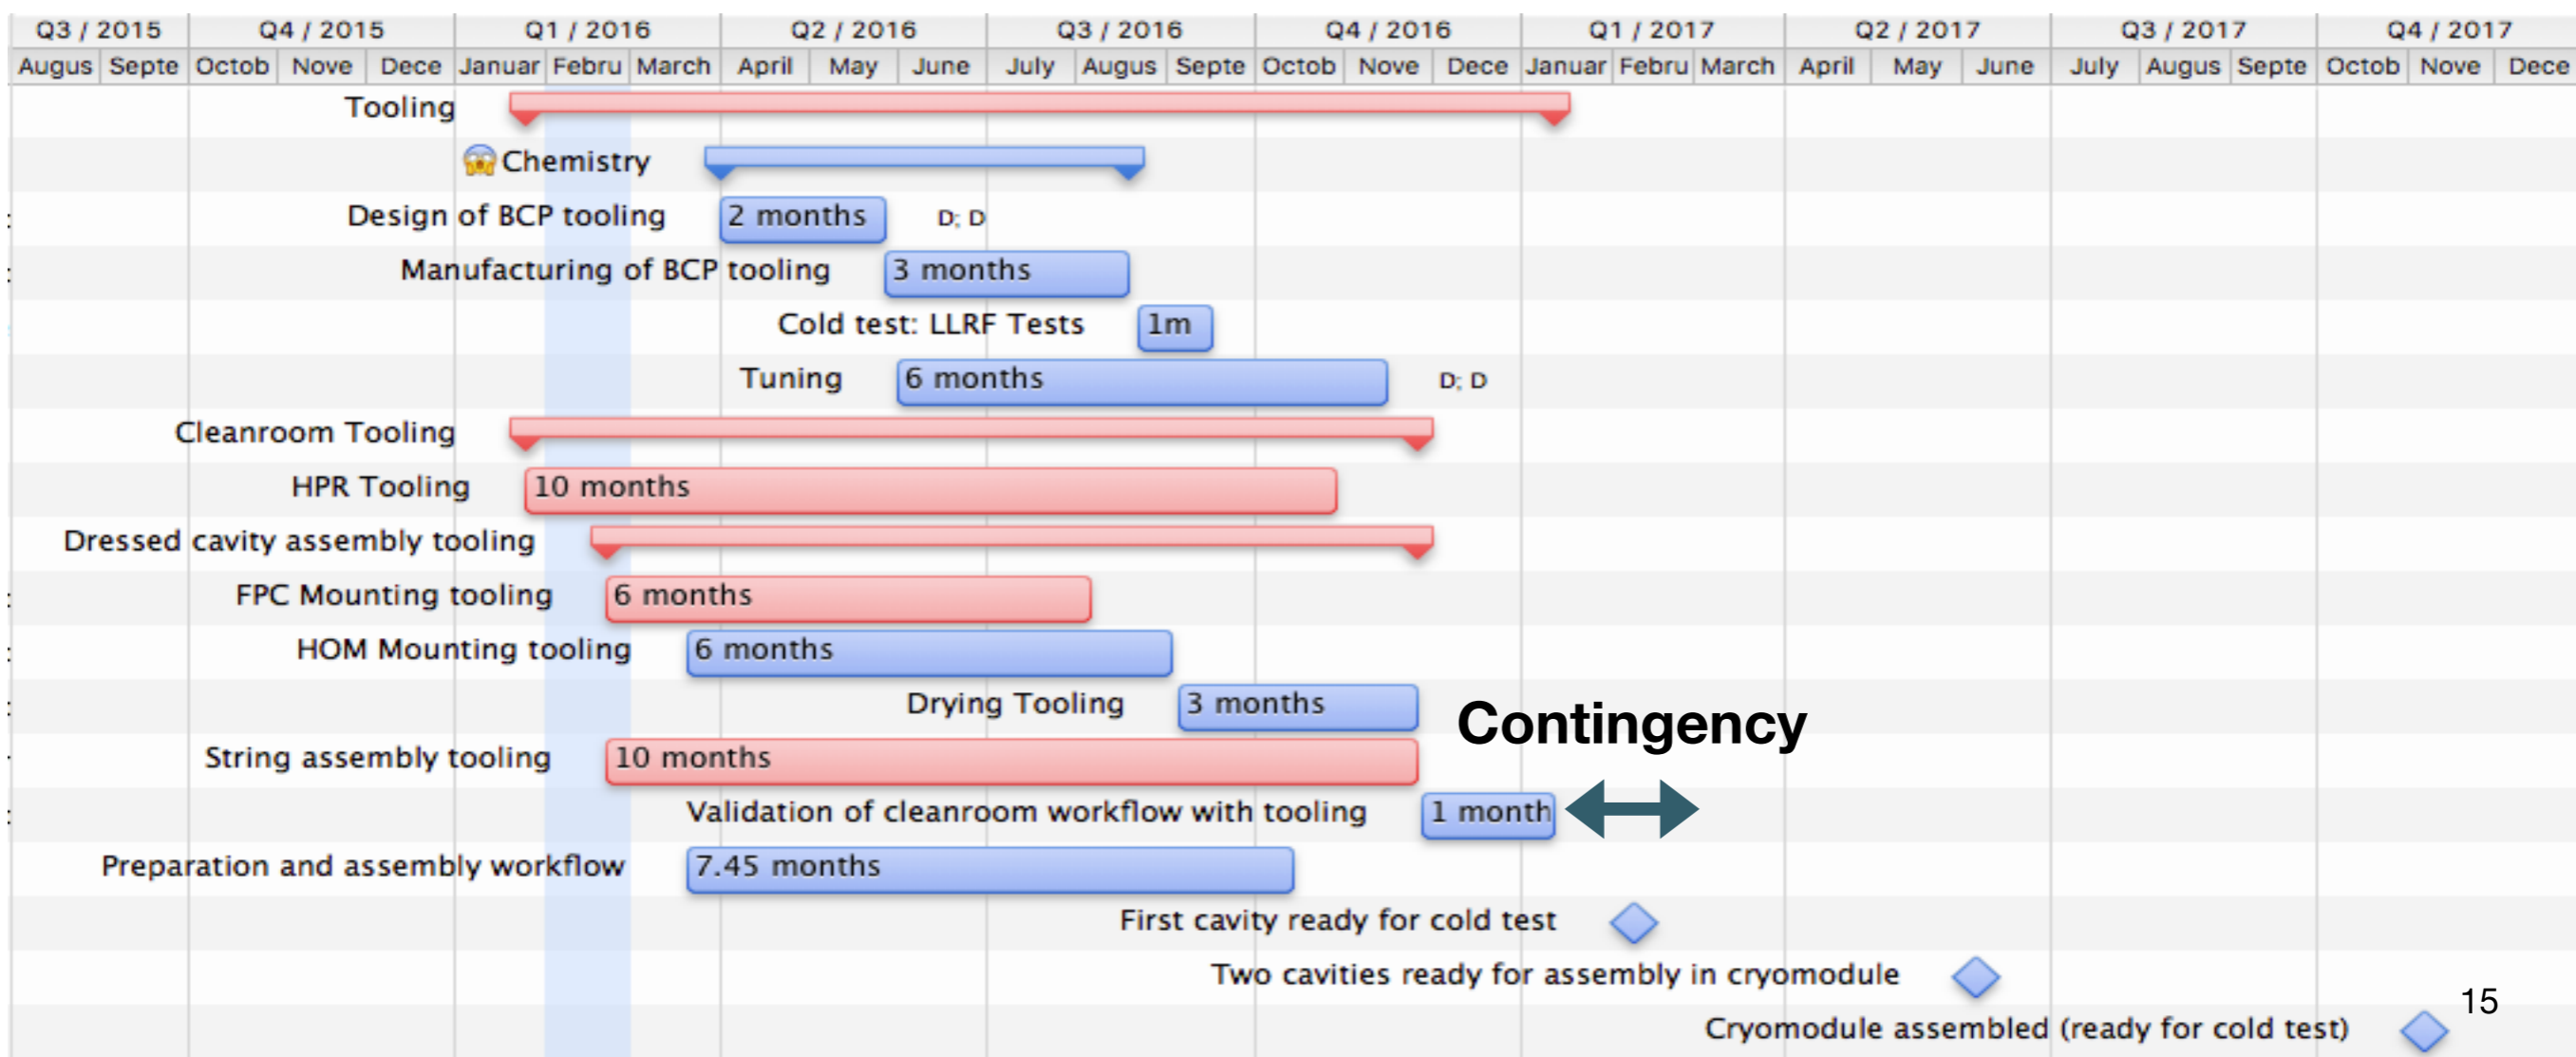 Q3 / 2015 Q4 / 2015 Q1 / 2016 Q2 / 2016 Q3 / 2016 Q4 / 2016 Q1 / 2017 Q2 / 2017 Q3 / 2017 Q4 / 2017
Augus Septe Octob Nove Dece Januar Febru March April May June July Augus Septe Octob Nove Dece Januar Febru March April May June July Augus Septe Octob Nove Dece
Tooling
😱 Chemistry
Design of BCP tooling 2 months D; D
Manufacturing of BCP tooling 3 months
Cold test: LLRF Tests 1m
Tuning 6 months D; D
Cleanroom Tooling
HPR Tooling 10 months
Dressed cavity assembly tooling
FPC Mounting tooling 6 months
HOM Mounting tooling 6 months
Drying Tooling 3 months
Contingency
String assembly tooling 10 months
Validation of cleanroom workflow with tooling 1 month
Preparation and assembly workflow 7.45 months
First cavity ready for cold test
Two cavities ready for assembly in cryomodule
15
Cryomodule assembled (ready for cold test)